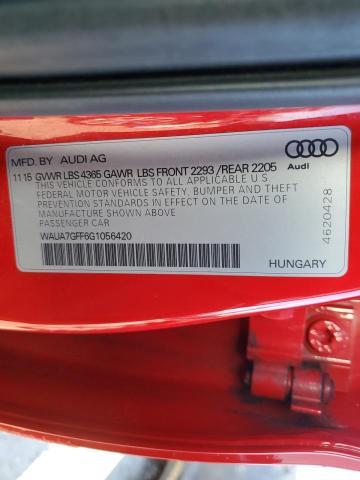 MFD. BY AUDI AG
11 15 GVWR LBS 4365 GAWR LBS FRONT 2293 /REAR 2205
THIS VEHICLE CONFORMS TO ALL APPLICABLE U.S.
FEDERAL MOTOR VEHICLE SAFETY, BUMPER AND THEFT
PREVENTION STANDARDS IN EFFECT ON THE DATE OF
MANUFACTURE SHOWN ABOVE.
PASSENGER CAR
WAUA7GFF6G1056420
Audi
4620428
HUNGARY